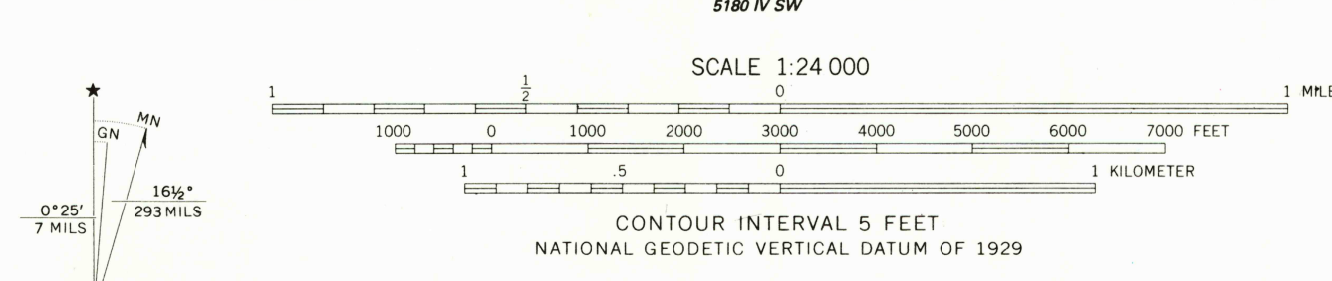 5180 IV SW
SCALE 1:24 000
1 1/2 0 1 MILE
1000 0 1000 2000 3000 4000 5000 6000 7000 FEET
1 .5 0 1 KILOMETER
CONTOUR INTERVAL 5 FEET
NATIONAL GEODETIC VERTICAL DATUM OF 1929
★
MN
GN
16½°
293 MILS
0°25′
7 MILS